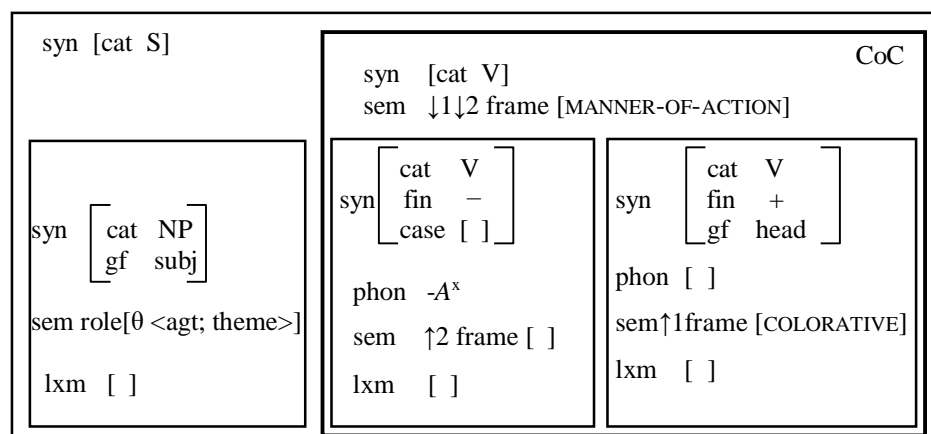 syn [cat S]
CoC
syn [cat V]
sem ↓1↓2 frame [MANNER-OF-ACTION]
syn
cat NP
gf subj
sem role[θ <agt; theme>]
lxm [ ]
syn
cat V
fin −
case [ ]
phon -Aˣ
sem ↑2 frame [ ]
lxm [ ]
syn
cat V
fin +
gf head
phon [ ]
sem↑1frame [COLORATIVE]
lxm [ ]